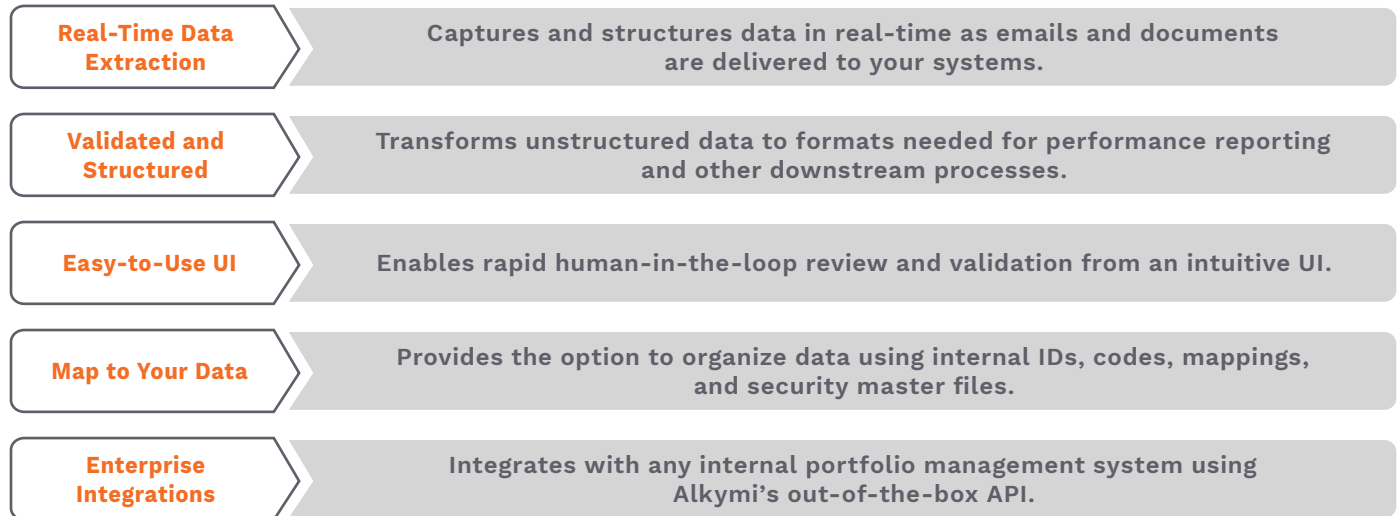 Real-Time Data
Extraction
Captures and structures data in real-time as emails and documents
are delivered to your systems.
Validated and
Structured
Transforms unstructured data to formats needed for performance reporting
and other downstream processes.
Easy-to-Use UI
Enables rapid human-in-the-loop review and validation from an intuitive UI.
Map to Your Data
Provides the option to organize data using internal IDs, codes, mappings,
and security master files.
Enterprise
Integrations
Integrates with any internal portfolio management system using
Alkymi’s out-of-the-box API.